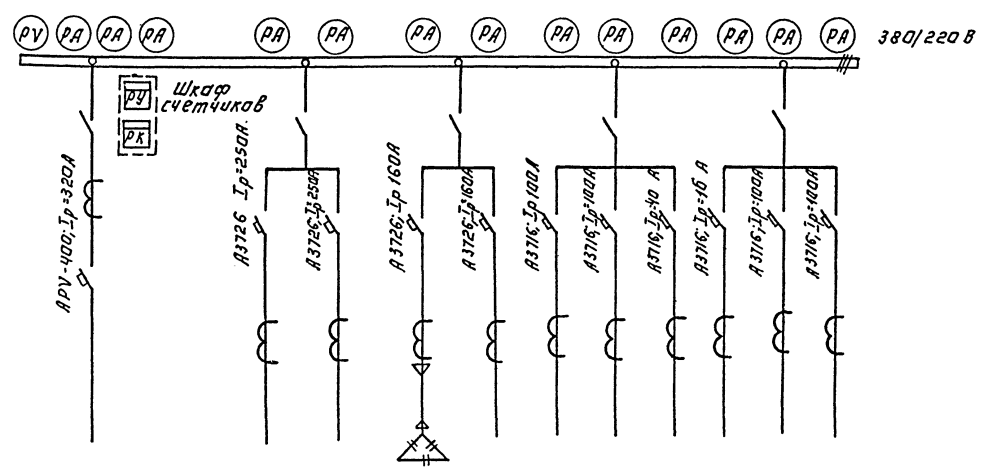 PV PA PA PA PA PA PA PA PA PA PA PA PA PA 380/220 В
PУ
PK
Шкаф
счетчиков
APV-400; Iр=320А
А3726 Iр=250А.
А3726; Iр=250А
А3726; Iр 160А
А3726; Iр=160А
А3716; Iр 100А
А3716; Iр=100А
А3716; Iр=40 А
А3716; Iр=16 А
А3716; Iр=100А
А3716; Iр=100А